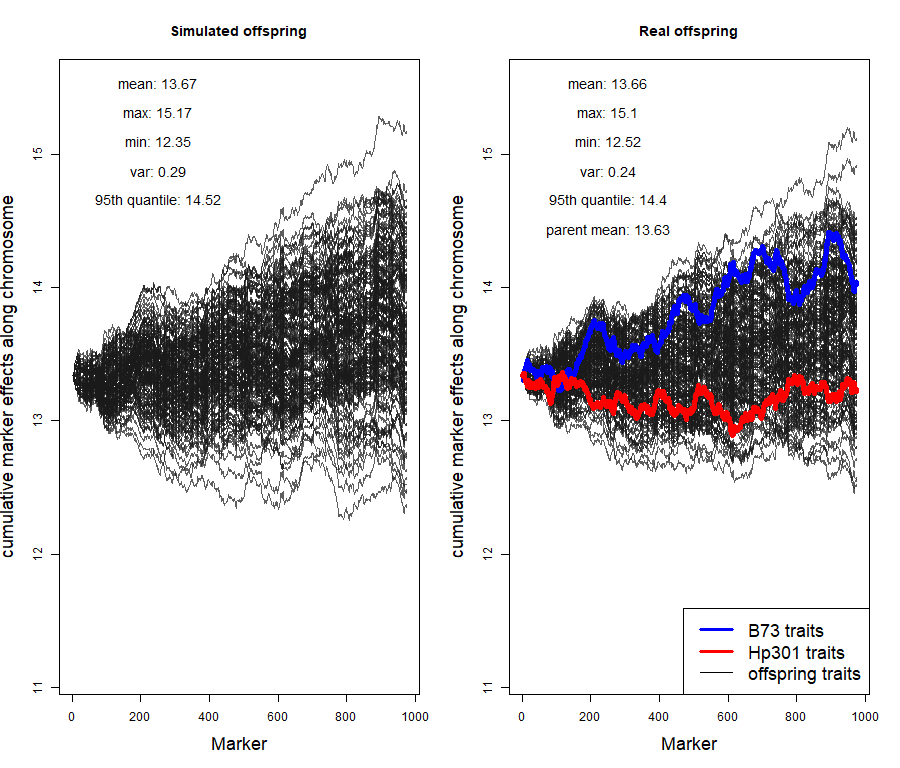 Simulated offspring
mean: 13.67
max: 15.17
min: 12.35
var: 0.29
95th quantile: 14.52
cumulative marker effects along chromosome
15
14
13
12
11
0 200 400 600 800 1000
Marker
Real offspring
mean: 13.66
max: 15.1
min: 12.52
var: 0.24
95th quantile: 14.4
parent mean: 13.63
cumulative marker effects along chromosome
15
14
13
12
11
B73 traits
Hp301 traits
offspring traits
0 200 400 600 800 1000
Marker